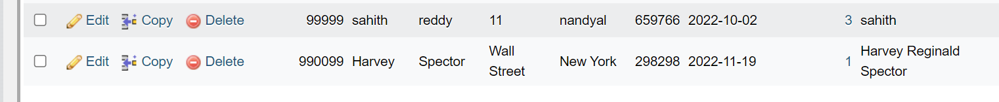 Edit Copy Delete 99999 sahith reddy 11 nandyal 659766 2022-10-02 3 sahith
Edit Copy Delete 990099 Harvey Spector Wall Street New York 298298 2022-11-19 1 Harvey Reginald Spector